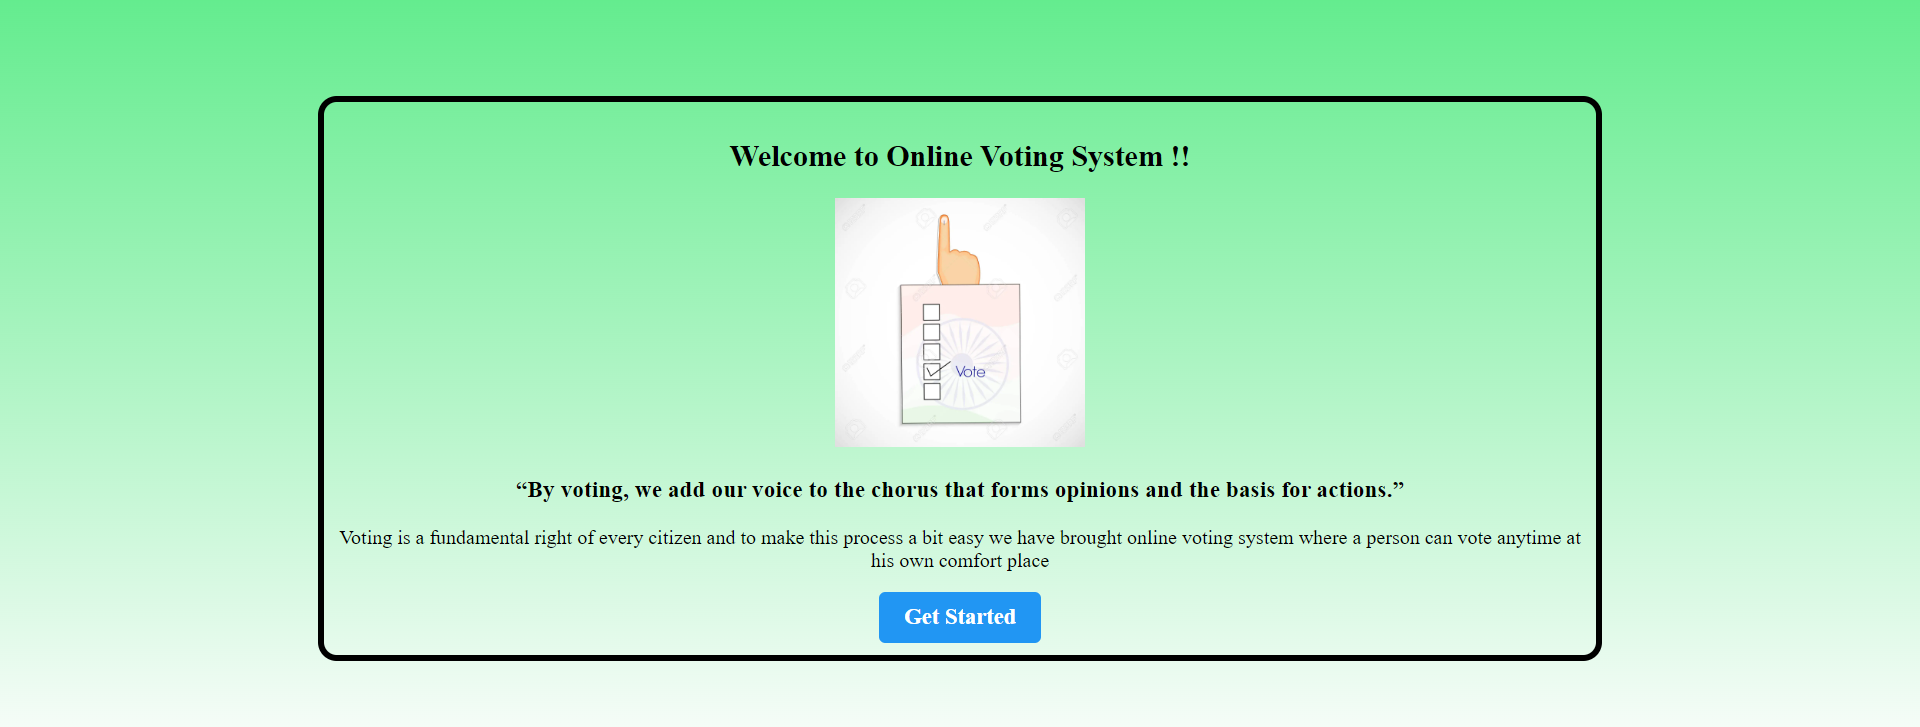 Welcome to Online Voting System !!
Vote
“By voting, we add our voice to the chorus that forms opinions and the basis for actions.”
Voting is a fundamental right of every citizen and to make this process a bit easy we have brought online voting system where a person can vote anytime at
his own comfort place
Get Started